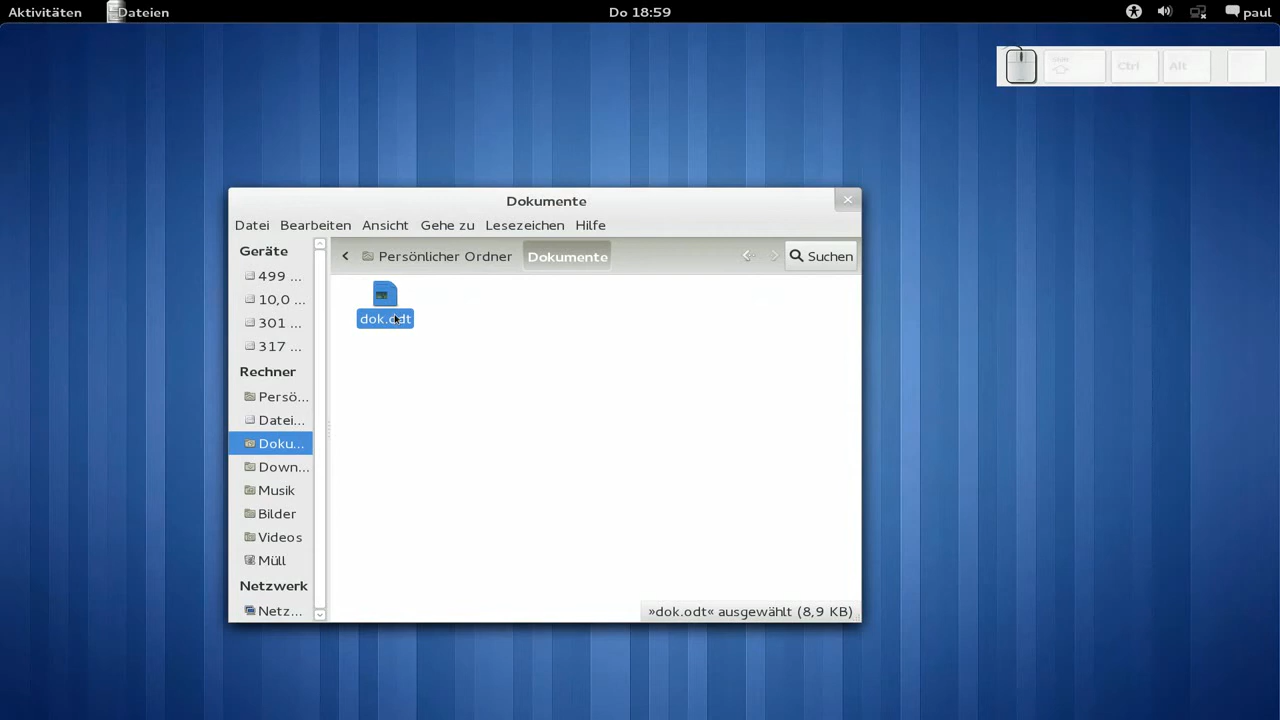 Aktivitäten Dateien Do 18:59 paul
Shift Ctrl Alt
Dokumente
Datei Bearbeiten Ansicht Gehe zu Lesezeichen Hilfe
Persönlicher Ordner Dokumente Suchen
Geräte
499 ...
10,0 ...
301 ...
317 ...
Rechner
Persö...
Datei...
Doku...
Down...
Musik
Bilder
Videos
Müll
Netzwerk
Netz...
dok.odt
»dok.odt« ausgewählt (8,9 KB)